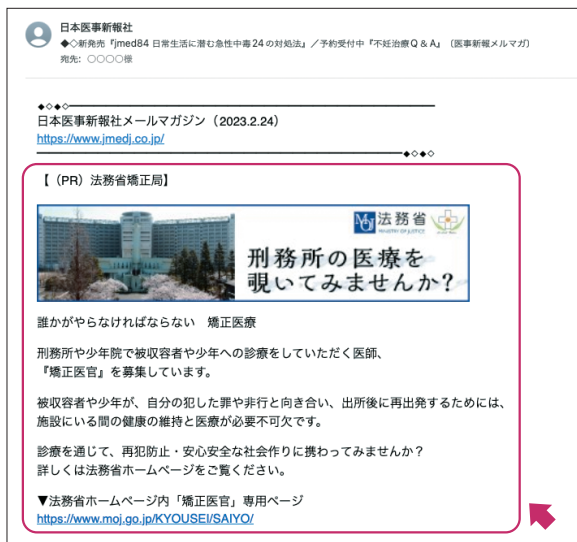 日本医事新報社
◆◇新発売『jmed84 日常生活に潜む急性中毒24の対処法』／予約受付中『不妊治療Q & A』〔医事新報メルマガ〕
宛先: 〇〇〇〇様
◆◇◆◇━━━━━━━━━━━━━━━━━━━━━━━━━━
日本医事新報社メールマガジン（2023.2.24）
https://www.jmedj.co.jp/
━━━━━━━━━━━━━━━━━━━━━━━━━━◆◇◆◇
【（PR）法務省矯正局】
MOJ 法務省
MINISTRY OF JUSTICE
刑務所の医療を
覗いてみませんか？
誰かがやらなければならない　矯正医療
刑務所や少年院で被収容者や少年への診療をしていただく医師、
『矯正医官』を募集しています。
被収容者や少年が、自分の犯した罪や非行と向き合い、出所後に再出発するためには、
施設にいる間の健康の維持と医療が必要不可欠です。
診療を通じて、再犯防止・安心安全な社会作りに携わってみませんか？
詳しくは法務省ホームページをご覧ください。
▼法務省ホームページ内「矯正医官」専用ページ
https://www.moj.go.jp/KYOUSEI/SAIYO/